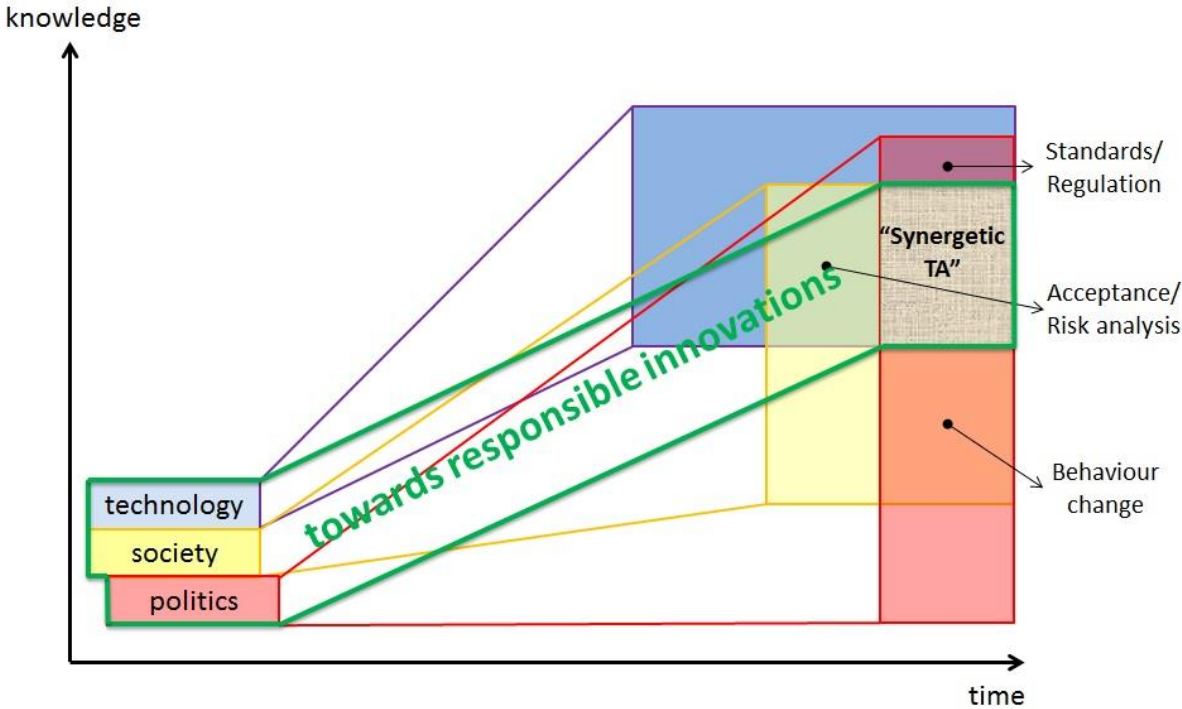 knowledge
Standards/
Regulation
“Synergetic
TA”
Acceptance/
Risk analysis
towards responsible innovations
Behaviour
change
technology
society
politics
time